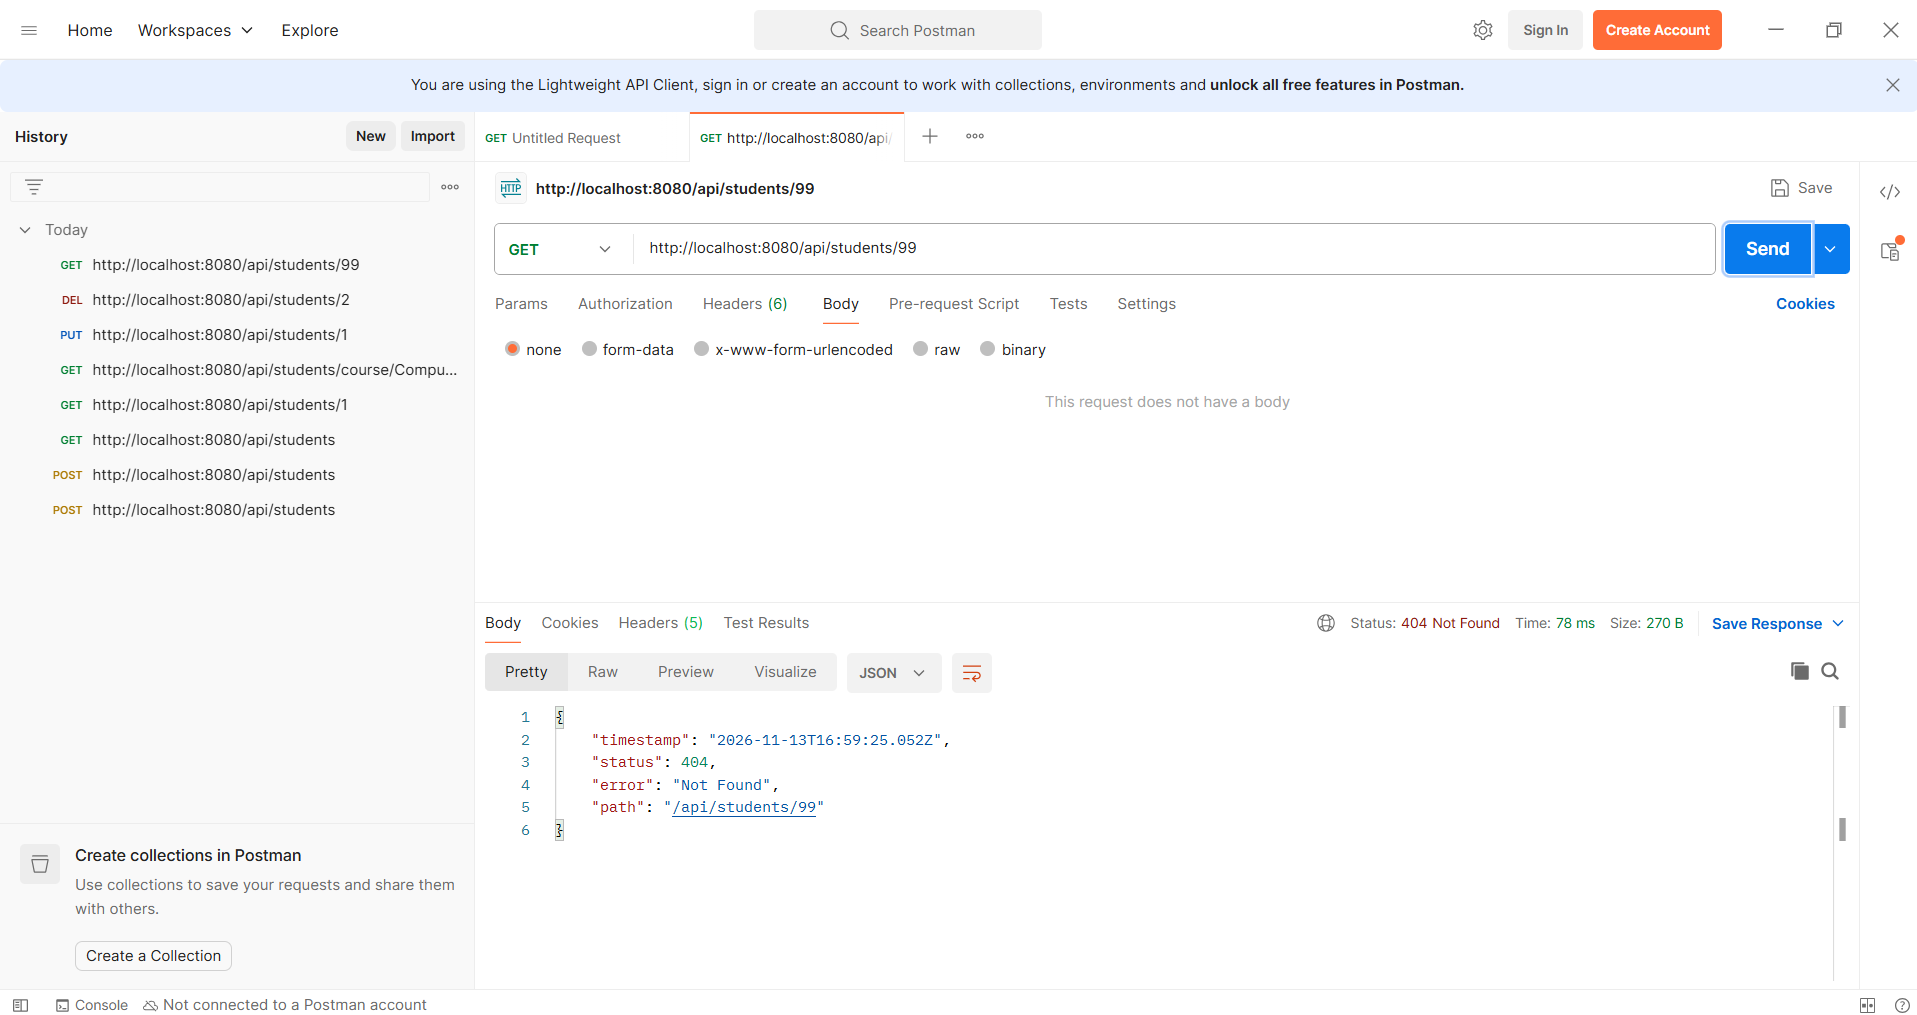 Home Workspaces Explore Search Postman Sign In Create Account
You are using the Lightweight API Client, sign in or create an account to work with collections, environments and unlock all free features in Postman.
History New Import
Today
GET http://localhost:8080/api/students/99
DEL http://localhost:8080/api/students/2
PUT http://localhost:8080/api/students/1
GET http://localhost:8080/api/students/course/Compu...
GET http://localhost:8080/api/students/1
GET http://localhost:8080/api/students
POST http://localhost:8080/api/students
POST http://localhost:8080/api/students
Create collections in Postman
Use collections to save your requests and share them
with others.
Create a Collection
GET Untitled Request GET http://localhost:8080/api/
HTTP http://localhost:8080/api/students/99 Save
GET http://localhost:8080/api/students/99 Send
Params Authorization Headers (6) Body Pre-request Script Tests Settings Cookies
none form-data x-www-form-urlencoded raw binary
This request does not have a body
Body Cookies Headers (5) Test Results Status: 404 Not Found Time: 78 ms Size: 270 B Save Response
Pretty Raw Preview Visualize JSON
1 {
2 "timestamp": "2026-11-13T16:59:25.052Z",
3 "status": 404,
4 "error": "Not Found",
5 "path": "/api/students/99"
6 }
Console Not connected to a Postman account